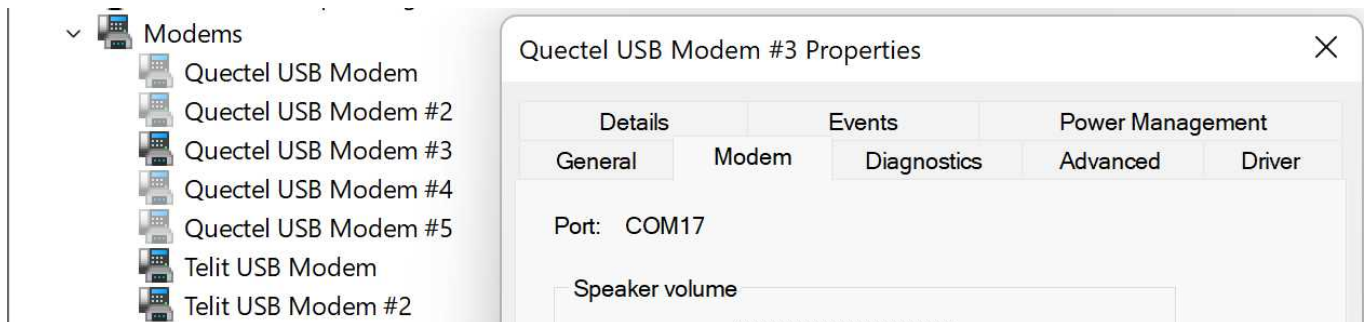 Modems
Quectel USB Modem
Quectel USB Modem #2
Quectel USB Modem #3
Quectel USB Modem #4
Quectel USB Modem #5
Telit USB Modem
Telit USB Modem #2
Quectel USB Modem #3 Properties
Details Events Power Management
General Modem Diagnostics Advanced Driver
Port: COM17
Speaker volume